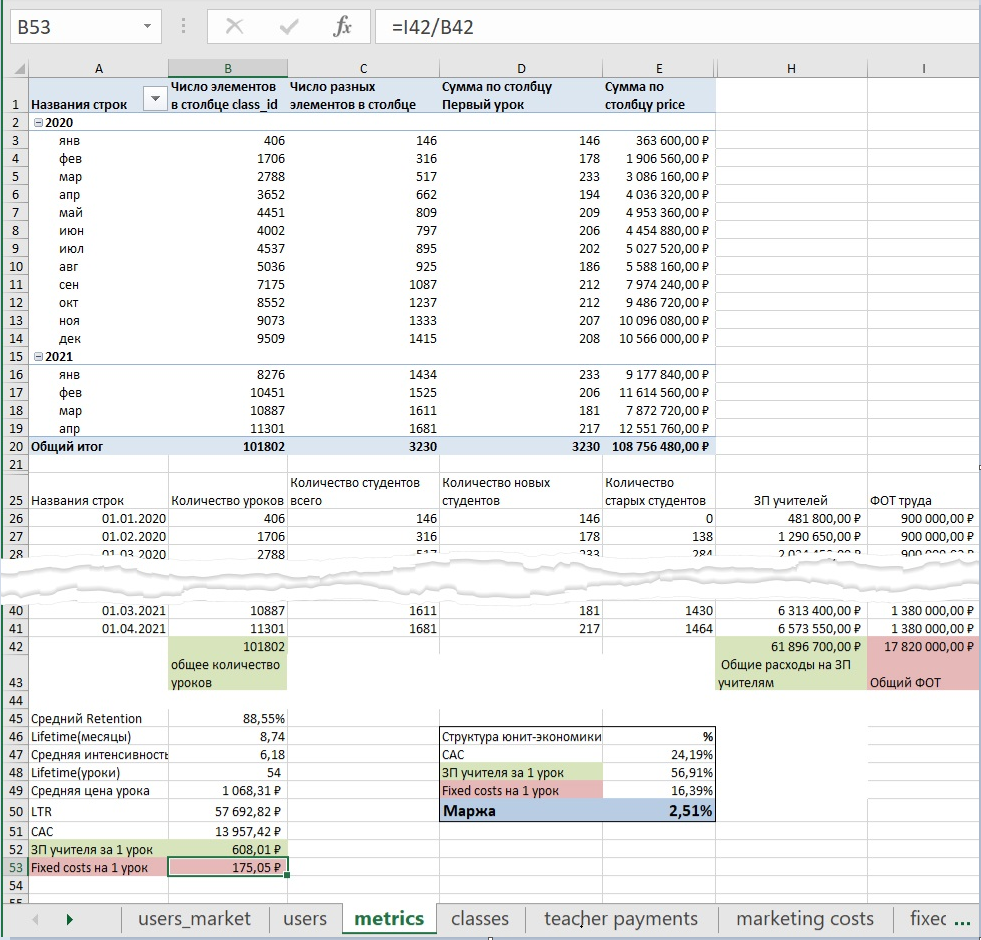 B53 fx =I42/B42
A B C D E H I
Число элементов Число разных Сумма по столбцу Сумма по
1 Названия строк в столбце class_id элементов в столбце Первый урок столбцу price
2 2020
3 янв 406 146 146 363 600,00 ₽
4 фев 1706 316 178 1 906 560,00 ₽
5 мар 2788 517 233 3 086 160,00 ₽
6 апр 3652 662 194 4 036 320,00 ₽
7 май 4451 809 209 4 953 360,00 ₽
8 июн 4002 797 206 4 454 880,00 ₽
9 июл 4537 895 202 5 027 520,00 ₽
10 авг 5036 925 186 5 588 160,00 ₽
11 сен 7175 1087 212 7 974 240,00 ₽
12 окт 8552 1237 212 9 486 720,00 ₽
13 ноя 9073 1333 207 10 096 080,00 ₽
14 дек 9509 1415 208 10 566 000,00 ₽
15 2021
16 янв 8276 1434 233 9 177 840,00 ₽
17 фев 10451 1525 206 11 614 560,00 ₽
18 мар 10887 1611 181 7 872 720,00 ₽
19 апр 11301 1681 217 12 551 760,00 ₽
20 Общий итог 101802 3230 3230 108 756 480,00 ₽
21
Количество студентов Количество новых Количество
25 Названия строк Количество уроков всего студентов старых студентов ЗП учителей ФОТ труда
26 01.01.2020 406 146 146 0 481 800,00 ₽ 900 000,00 ₽
27 01.02.2020 1706 316 178 138 1 290 650,00 ₽ 900 000,00 ₽
28 01.03.2020 2788 517 233 284
40 01.03.2021 10887 1611 181 1430 6 313 400,00 ₽ 1 380 000,00 ₽
41 01.04.2021 11301 1681 217 1464 6 573 550,00 ₽ 1 380 000,00 ₽
42 101802 61 896 700,00 ₽ 17 820 000,00 ₽
общее количество Общие расходы на ЗП
43 уроков учителям Общий ФОТ
44
45 Средний Retention 88,55%
46 Lifetime(месяцы) 8,74 Структура юнит-экономики %
47 Средняя интенсивность 6,18 CAC 24,19%
48 Lifetime(уроки) 54 ЗП учителя за 1 урок 56,91%
49 Средняя цена урока 1 068,31 ₽ Fixed costs на 1 урок 16,39%
50 LTR 57 692,82 ₽ Маржа 2,51%
51 CAC 13 957,42 ₽
52 ЗП учителя за 1 урок 608,01 ₽
53 Fixed costs на 1 урок 175,05 ₽
54
users_market users metrics classes teacher payments marketing costs fixec ...